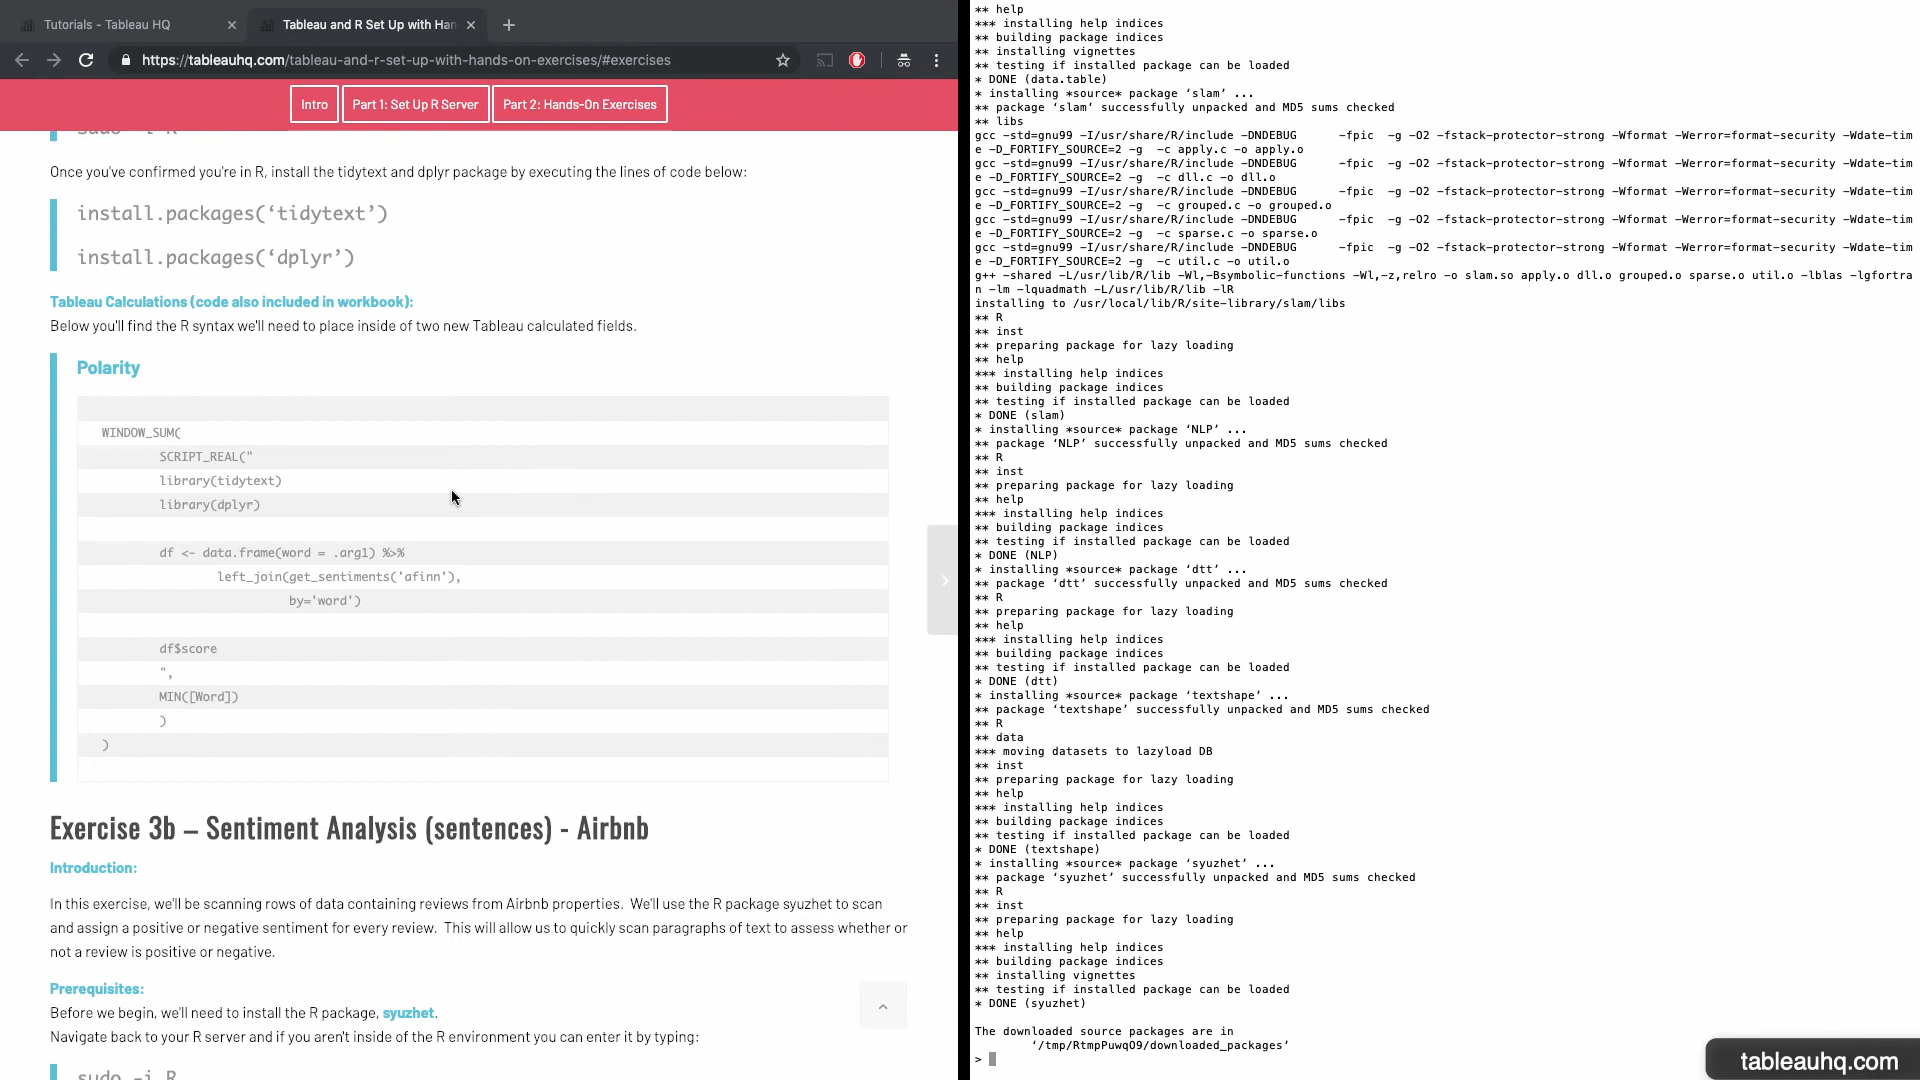 Tutorials - Tableau HQ
Tableau and R Set Up with Han
https://tableauhq.com/tableau-and-r-set-up-with-hands-on-exercises/#exercises
Intro
Part 1: Set Up R Server
Part 2: Hands-On Exercises
sudo -i R
Once you've confirmed you're in R, install the tidytext and dplyr package by executing the lines of code below:
install.packages(‘tidytext’)
install.packages(‘dplyr’)
Tableau Calculations (code also included in workbook):
Below you'll find the R syntax we'll need to place inside of two new Tableau calculated fields.
Polarity
WINDOW_SUM(
SCRIPT_REAL("
library(tidytext)
library(dplyr)
df <- data.frame(word = .arg1) %>%
left_join(get_sentiments('afinn'),
by='word')
df$score
",
MIN([Word])
)
)
Exercise 3b – Sentiment Analysis (sentences) - Airbnb
Introduction:
In this exercise, we'll be scanning rows of data containing reviews from Airbnb properties. We'll use the R package syuzhet to scan
and assign a positive or negative sentiment for every review. This will allow us to quickly scan paragraphs of text to assess whether or
not a review is positive or negative.
Prerequisites:
Before we begin, we'll need to install the R package, syuzhet.
Navigate back to your R server and if you aren't inside of the R environment you can enter it by typing:
sudo -i R
** help
*** installing help indices
** building package indices
** installing vignettes
** testing if installed package can be loaded
* DONE (data.table)
* installing *source* package ‘slam’ ...
** package ‘slam’ successfully unpacked and MD5 sums checked
** libs
gcc -std=gnu99 -I/usr/share/R/include -DNDEBUG -fpic -g -O2 -fstack-protector-strong -Wformat -Werror=format-security -Wdate-tim
e -D_FORTIFY_SOURCE=2 -g -c apply.c -o apply.o
gcc -std=gnu99 -I/usr/share/R/include -DNDEBUG -fpic -g -O2 -fstack-protector-strong -Wformat -Werror=format-security -Wdate-tim
e -D_FORTIFY_SOURCE=2 -g -c dll.c -o dll.o
gcc -std=gnu99 -I/usr/share/R/include -DNDEBUG -fpic -g -O2 -fstack-protector-strong -Wformat -Werror=format-security -Wdate-tim
e -D_FORTIFY_SOURCE=2 -g -c grouped.c -o grouped.o
gcc -std=gnu99 -I/usr/share/R/include -DNDEBUG -fpic -g -O2 -fstack-protector-strong -Wformat -Werror=format-security -Wdate-tim
e -D_FORTIFY_SOURCE=2 -g -c sparse.c -o sparse.o
gcc -std=gnu99 -I/usr/share/R/include -DNDEBUG -fpic -g -O2 -fstack-protector-strong -Wformat -Werror=format-security -Wdate-tim
e -D_FORTIFY_SOURCE=2 -g -c util.c -o util.o
g++ -shared -L/usr/lib/R/lib -Wl,-Bsymbolic-functions -Wl,-z,relro -o slam.so apply.o dll.o grouped.o sparse.o util.o -lblas -lgfortra
n -lm -lquadmath -L/usr/lib/R/lib -lR
installing to /usr/local/lib/R/site-library/slam/libs
** R
** inst
** preparing package for lazy loading
** help
*** installing help indices
** building package indices
** testing if installed package can be loaded
* DONE (slam)
* installing *source* package ‘NLP’ ...
** package ‘NLP’ successfully unpacked and MD5 sums checked
** R
** inst
** preparing package for lazy loading
** help
*** installing help indices
** building package indices
** testing if installed package can be loaded
* DONE (NLP)
* installing *source* package ‘dtt’ ...
** package ‘dtt’ successfully unpacked and MD5 sums checked
** R
** preparing package for lazy loading
** help
*** installing help indices
** building package indices
** testing if installed package can be loaded
* DONE (dtt)
* installing *source* package ‘textshape’ ...
** package ‘textshape’ successfully unpacked and MD5 sums checked
** R
** data
*** moving datasets to lazyload DB
** inst
** preparing package for lazy loading
** help
*** installing help indices
** building package indices
** testing if installed package can be loaded
* DONE (textshape)
* installing *source* package ‘syuzhet’ ...
** package ‘syuzhet’ successfully unpacked and MD5 sums checked
** R
** inst
** preparing package for lazy loading
** help
*** installing help indices
** building package indices
** installing vignettes
** testing if installed package can be loaded
* DONE (syuzhet)
The downloaded source packages are in
‘/tmp/RtmpPuwqO9/downloaded_packages’
>
tableauhq.com